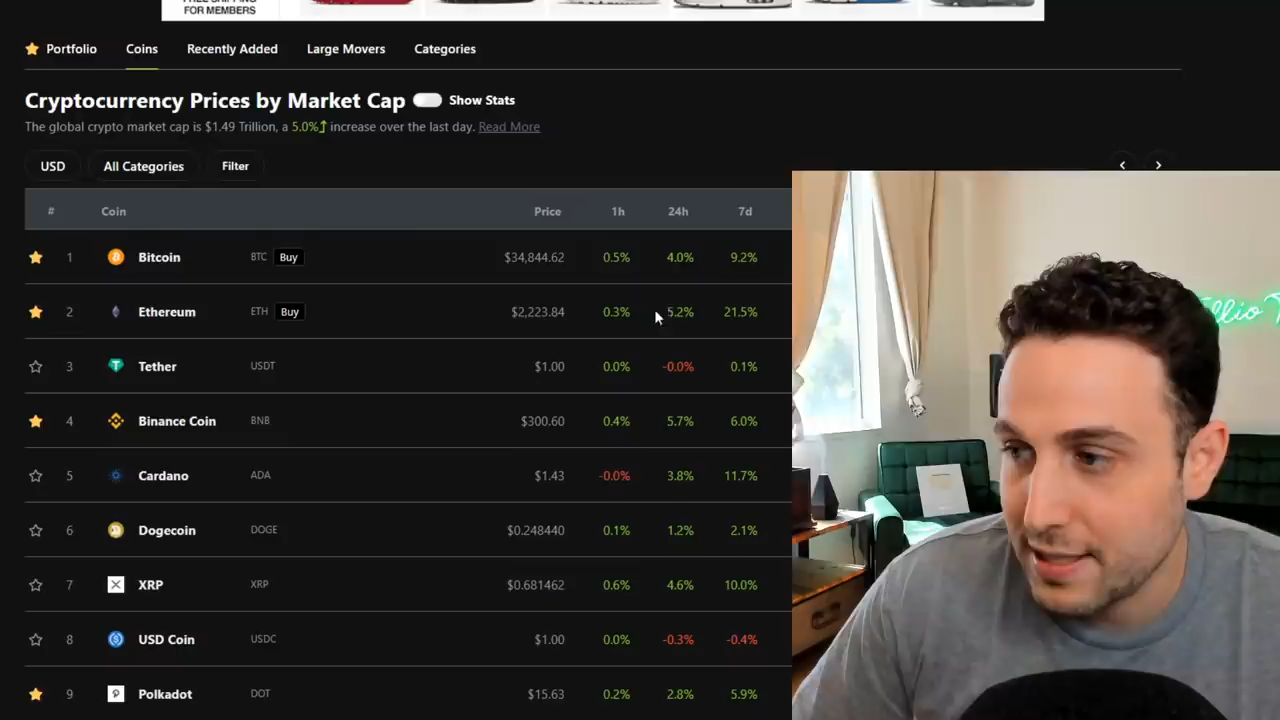 FREE SHIPPING
FOR MEMBERS
Portfolio Coins Recently Added Large Movers Categories
Cryptocurrency Prices by Market Cap Show Stats
The global crypto market cap is $1.49 Trillion, a 5.0% increase over the last day. Read More
USD All Categories Filter
# Coin Price 1h 24h 7d
1 Bitcoin BTC Buy $34,844.62 0.5% 4.0% 9.2%
2 Ethereum ETH Buy $2,223.84 0.3% 5.2% 21.5%
3 Tether USDT $1.00 0.0% -0.0% 0.1%
4 Binance Coin BNB $300.60 0.4% 5.7% 6.0%
5 Cardano ADA $1.43 -0.0% 3.8% 11.7%
6 Dogecoin DOGE $0.248440 0.1% 1.2% 2.1%
7 XRP XRP $0.681462 0.6% 4.6% 10.0%
8 USD Coin USDC $1.00 0.0% -0.3% -0.4%
9 Polkadot DOT $15.63 0.2% 2.8% 5.9%